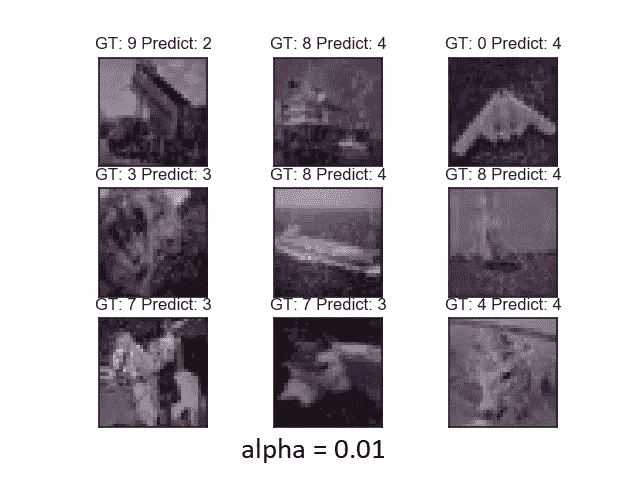 GT: 9 Predict: 2 GT: 8 Predict: 4 GT: 0 Predict: 4
GT: 3 Predict: 3 GT: 8 Predict: 4 GT: 8 Predict: 4
GT: 7 Predict: 3 GT: 7 Predict: 3 GT: 4 Predict: 4
alpha = 0.01